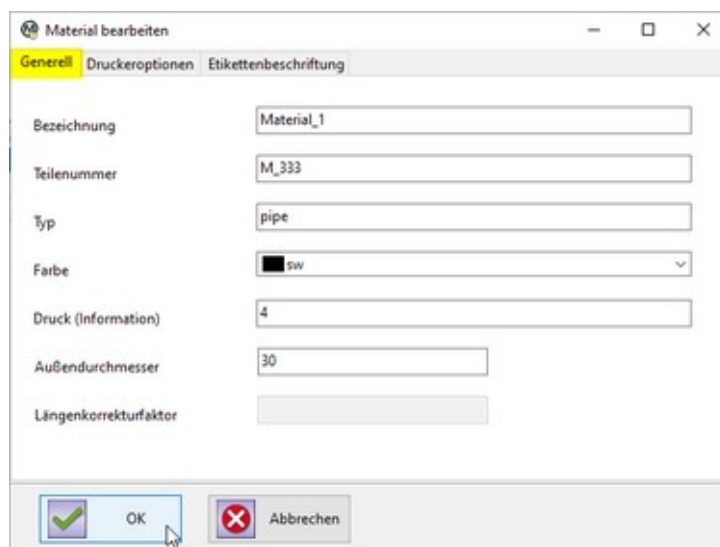 Material bearbeiten
Generell Druckeroptionen Etikettenbeschriftung
Bezeichnung Material_1
Teilenummer M_333
Typ pipe
Farbe sw
Druck (Information) 4
Außendurchmesser 30
Längenkorrekturfaktor
OK Abbrechen